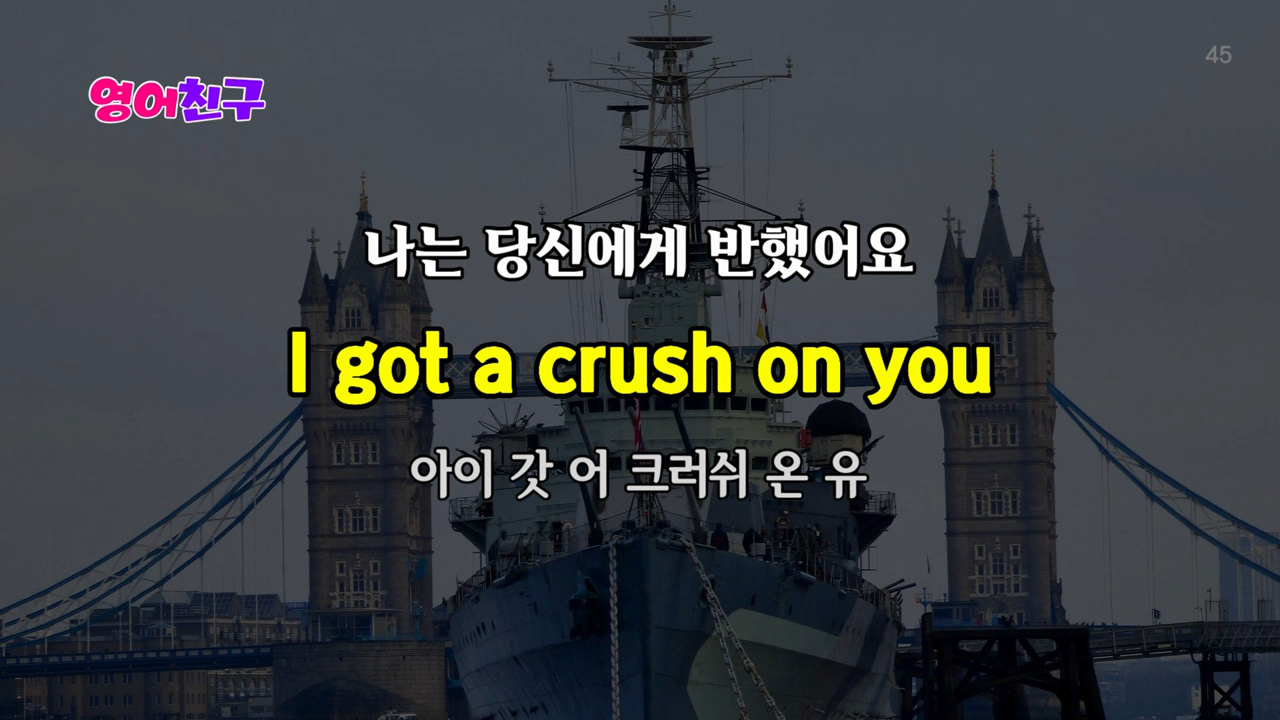 45
영어친구
나는 당신에게 반했어요
I got a crush on you
아이 갓 어 크러쉬 온 유